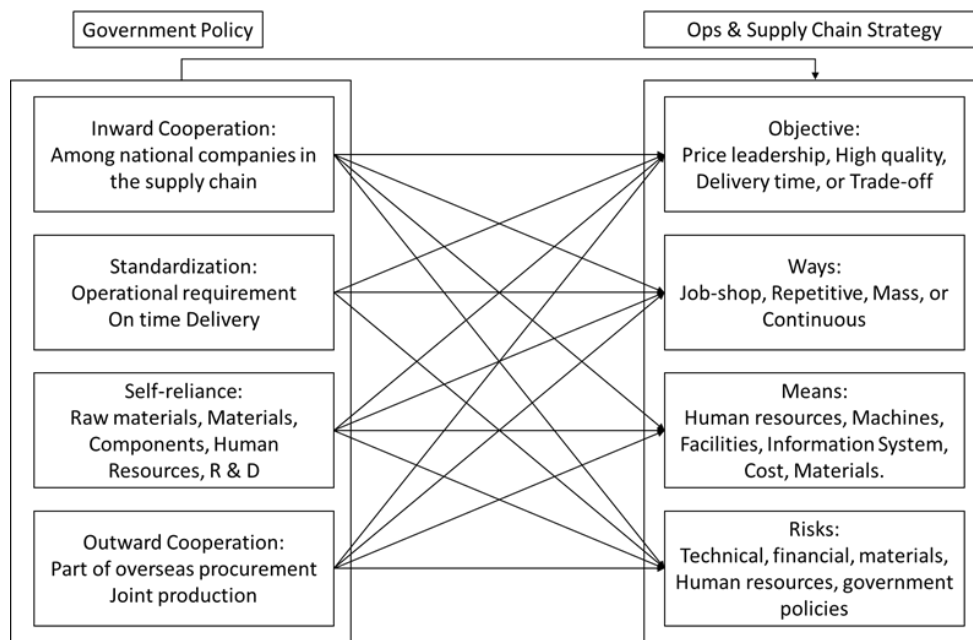 Government Policy
Ops & Supply Chain Strategy
Inward Cooperation:
Among national companies in
the supply chain
Standardization:
Operational requirement
On time Delivery
Self-reliance:
Raw materials, Materials,
Components, Human
Resources, R & D
Outward Cooperation:
Part of overseas procurement
Joint production
Objective:
Price leadership, High quality,
Delivery time, or Trade-off
Ways:
Job-shop, Repetitive, Mass, or
Continuous
Means:
Human resources, Machines,
Facilities, Information System,
Cost, Materials.
Risks:
Technical, financial, materials,
Human resources, government
policies